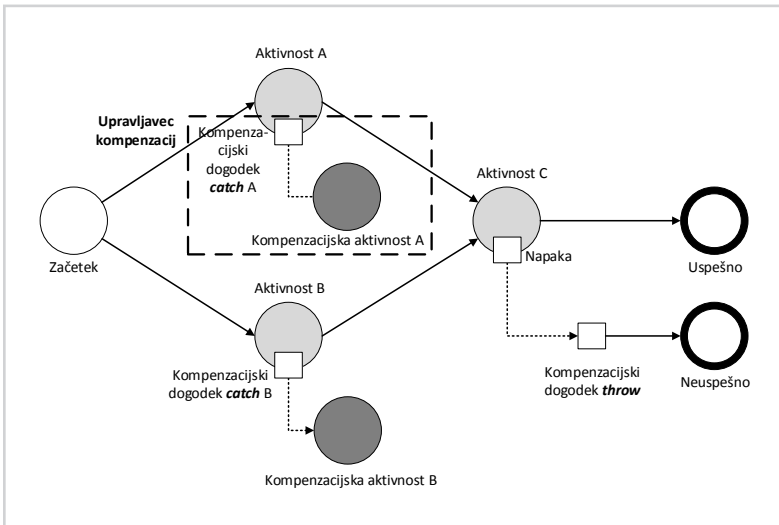 Aktivnost A
Upravljavec
kompenzacij
Kompenza-
cijski
dogodek
catch A
Kompenzacijska aktivnost A
Začetek
Aktivnost C
Napaka
Uspešno
Aktivnost B
Kompenzacijski
dogodek catch B
Kompenzacijska aktivnost B
Kompenzacijski
dogodek throw
Neuspešno